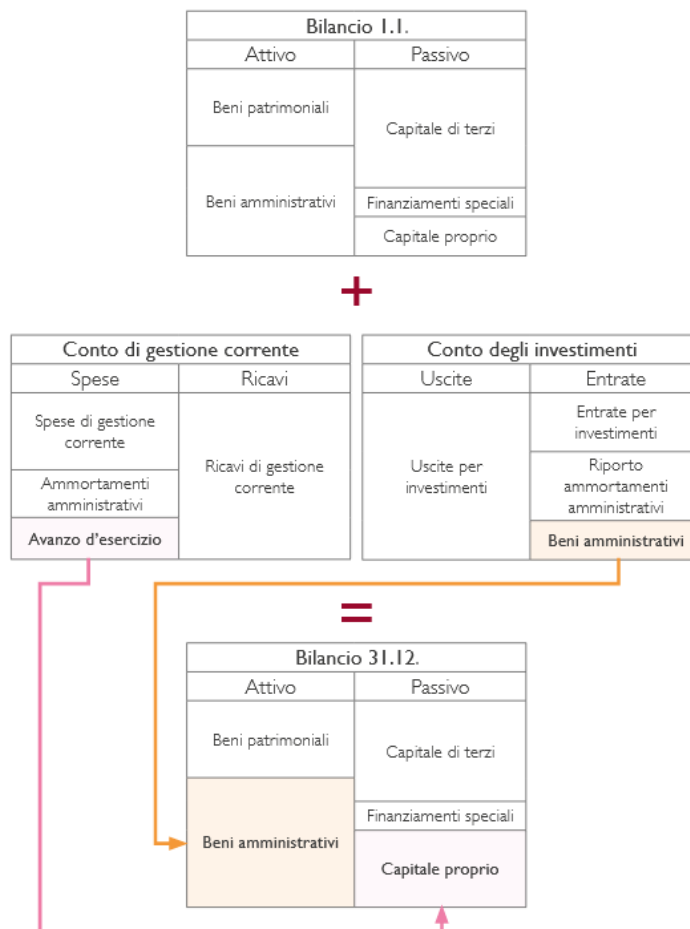 Bilancio 1.1.
Attivo
Passivo
Beni patrimoniali
Capitale di terzi
Beni amministrativi
Finanziamenti speciali
Capitale proprio
+
Conto di gestione corrente
Spese
Ricavi
Spese di gestione
corrente
Ammortamenti
amministrativi
Avanzo d'esercizio
Ricavi di gestione
corrente
Conto degli investimenti
Uscite
Entrate
Uscite per
investimenti
Entrate per
investimenti
Riporto
ammortamenti
amministrativi
Beni amministrativi
=
Bilancio 31.12.
Attivo
Passivo
Beni patrimoniali
Capitale di terzi
Beni amministrativi
Finanziamenti speciali
Capitale proprio